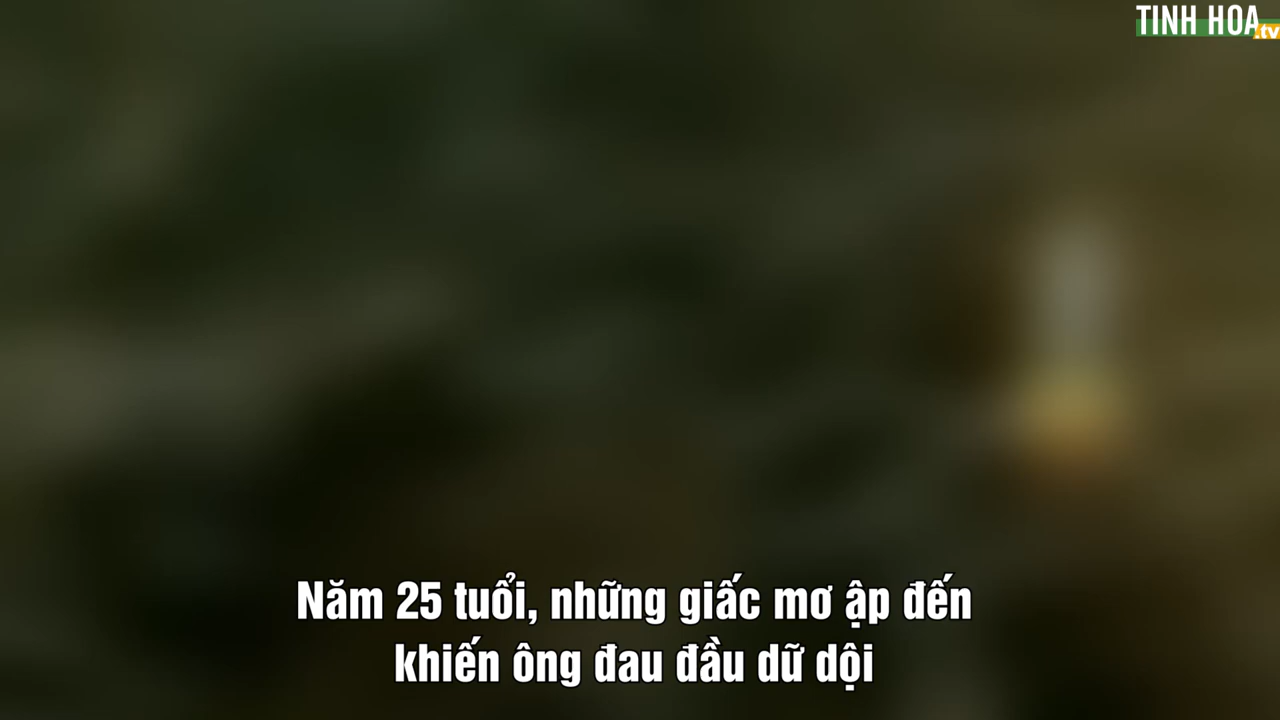 TINH HOA
.tv
Năm 25 tuổi, những giấc mơ ập đến
khiến ông đau đầu dữ dội